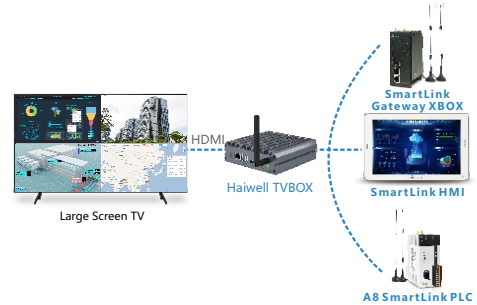 SmartLink
Gateway XBOX
HDMI
Haiwell TVBOX
SmartLink HMI
Large Screen TV
A8 SmartLink PLC